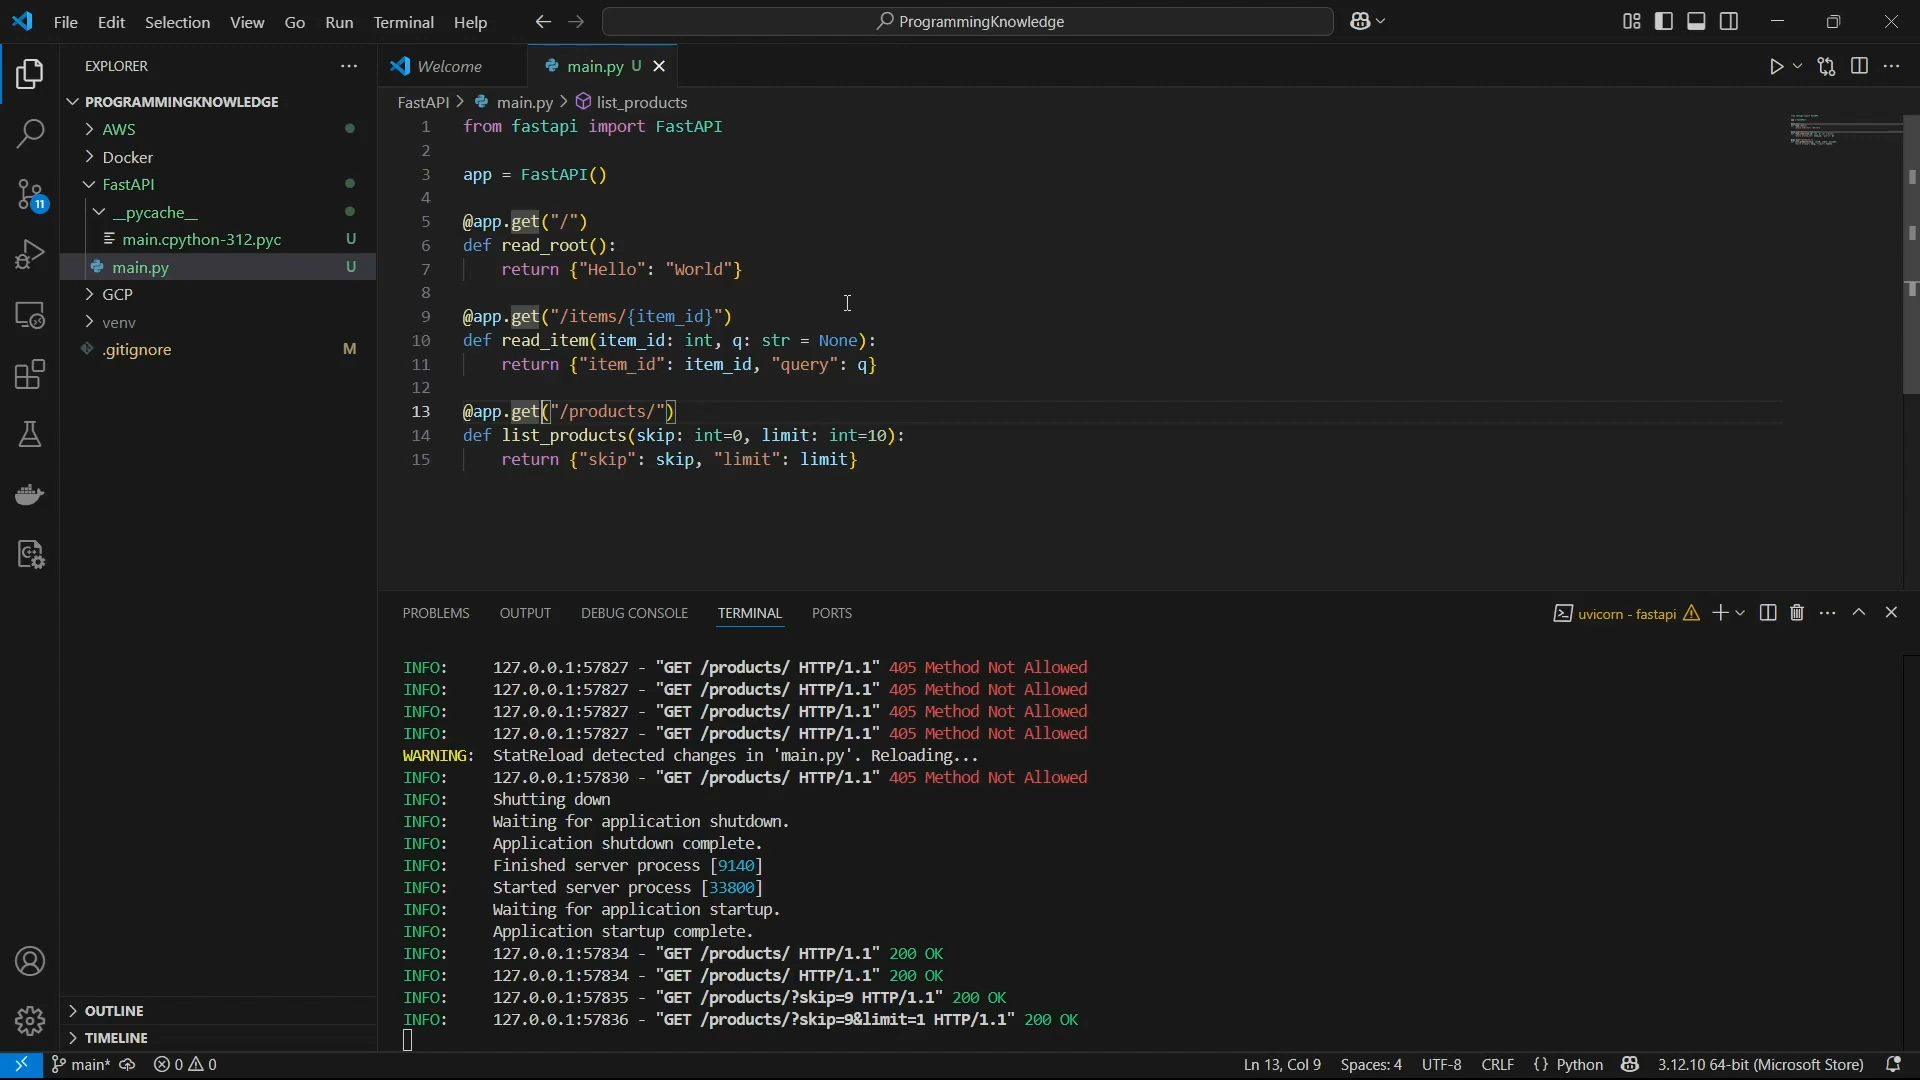 File Edit Selection View Go Run Terminal Help
ProgrammingKnowledge
EXPLORER
PROGRAMMINGKNOWLEDGE
AWS
Docker
FastAPI
__pycache__
main.cpython-312.pyc U
main.py U
GCP
venv
.gitignore M
OUTLINE
TIMELINE
11
Welcome
main.py U
FastAPI > main.py > list_products
1 from fastapi import FastAPI
2
3 app = FastAPI()
4
5 @app.get("/")
6 def read_root():
7 return {"Hello": "World"}
8
9 @app.get("/items/{item_id}")
10 def read_item(item_id: int, q: str = None):
11 return {"item_id": item_id, "query": q}
12
13 @app.get("/products/")
14 def list_products(skip: int=0, limit: int=10):
15 return {"skip": skip, "limit": limit}
PROBLEMS OUTPUT DEBUG CONSOLE TERMINAL PORTS
uvicorn - fastapi
INFO: 127.0.0.1:57827 - "GET /products/ HTTP/1.1" 405 Method Not Allowed
INFO: 127.0.0.1:57827 - "GET /products/ HTTP/1.1" 405 Method Not Allowed
INFO: 127.0.0.1:57827 - "GET /products/ HTTP/1.1" 405 Method Not Allowed
INFO: 127.0.0.1:57827 - "GET /products/ HTTP/1.1" 405 Method Not Allowed
WARNING: StatReload detected changes in 'main.py'. Reloading...
INFO: 127.0.0.1:57830 - "GET /products/ HTTP/1.1" 405 Method Not Allowed
INFO: Shutting down
INFO: Waiting for application shutdown.
INFO: Application shutdown complete.
INFO: Finished server process [9140]
INFO: Started server process [33800]
INFO: Waiting for application startup.
INFO: Application startup complete.
INFO: 127.0.0.1:57834 - "GET /products/ HTTP/1.1" 200 OK
INFO: 127.0.0.1:57834 - "GET /products/ HTTP/1.1" 200 OK
INFO: 127.0.0.1:57835 - "GET /products/?skip=9 HTTP/1.1" 200 OK
INFO: 127.0.0.1:57836 - "GET /products/?skip=9&limit=1 HTTP/1.1" 200 OK
main* 0 0 Ln 13, Col 9 Spaces: 4 UTF-8 CRLF {} Python 3.12.10 64-bit (Microsoft Store)